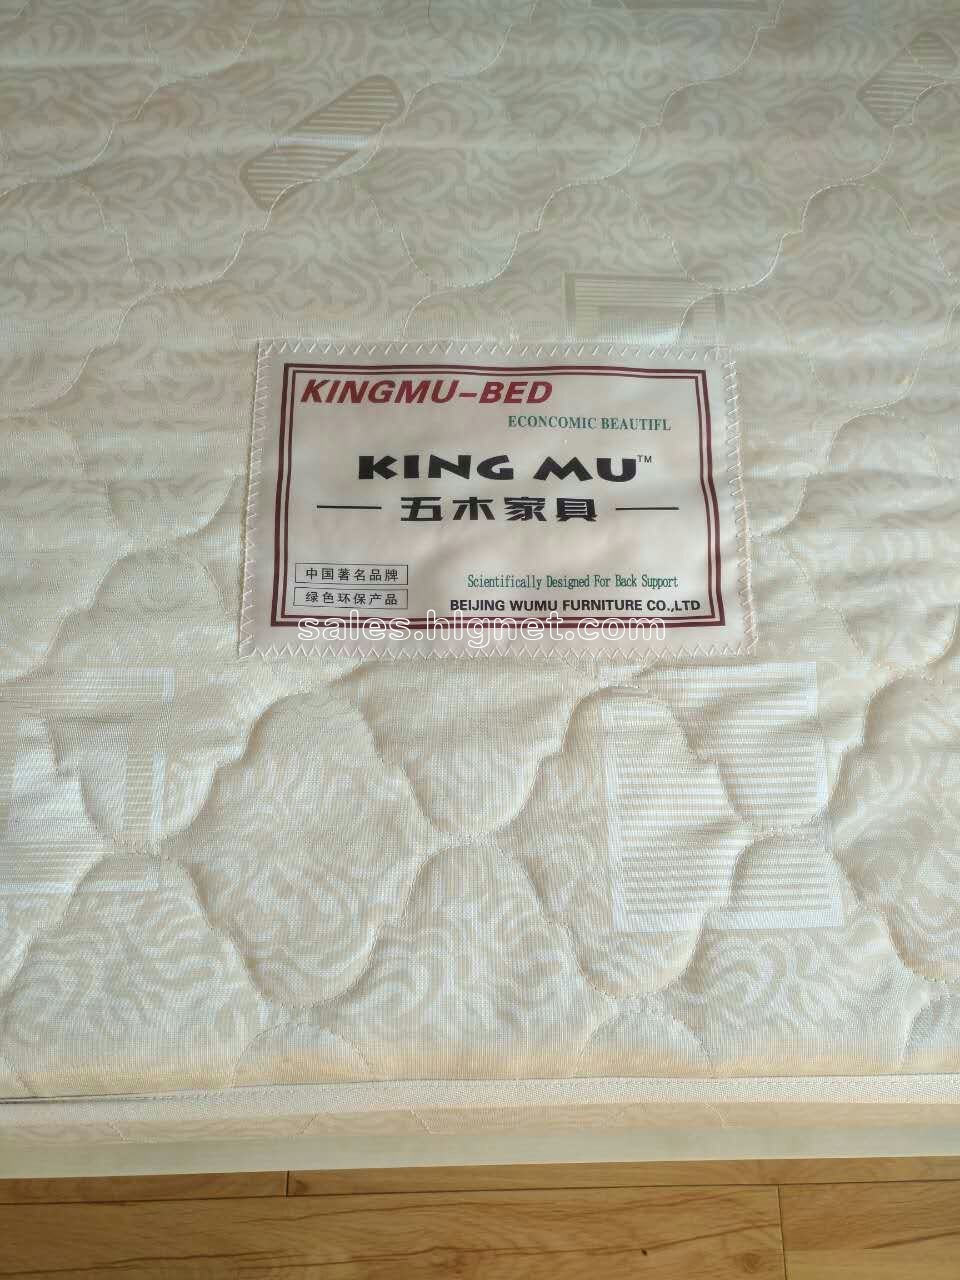 KINGMU-BED
ECONCOMIC BEAUTIFL
KING MU™
五木家具
中国著名品牌
Scientifically Designed For Back Support
绿色环保产品
BEIJING WUMU FURNITURE CO.,LTD
sales.hlgnet.com